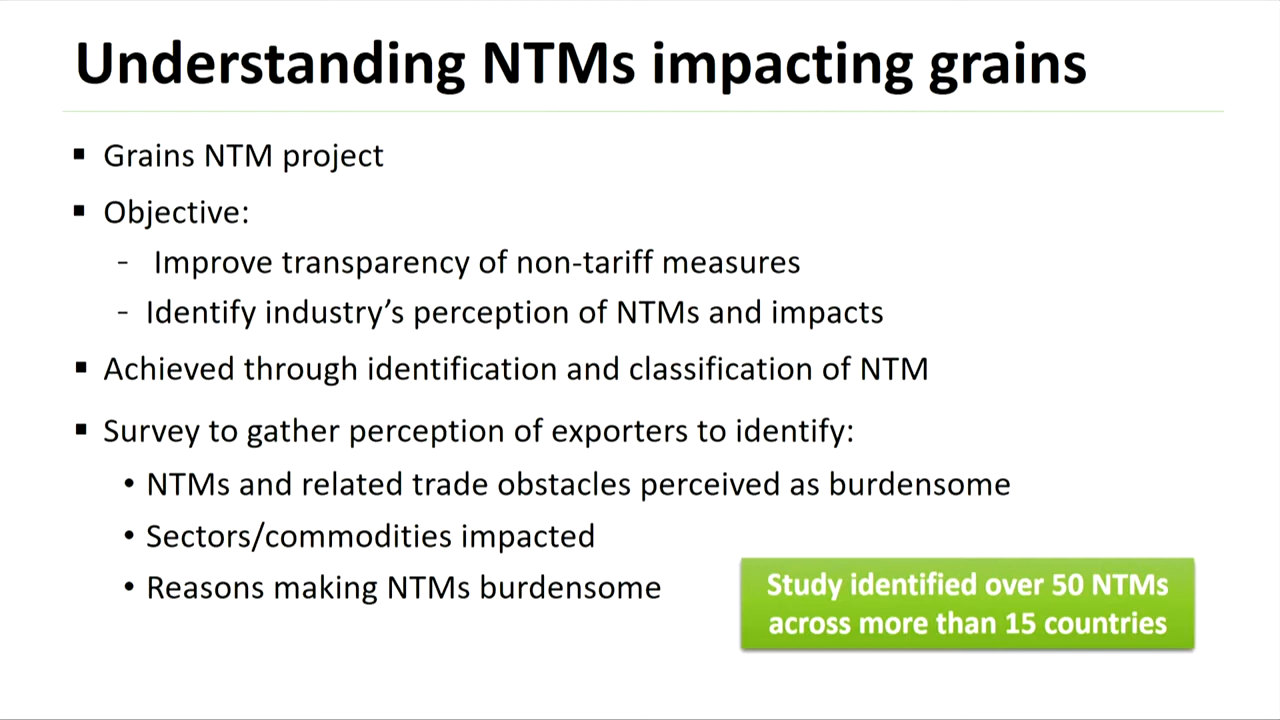 Understanding NTMs impacting grains
▪ Grains NTM project
▪ Objective:
- Improve transparency of non-tariff measures
- Identify industry’s perception of NTMs and impacts
▪ Achieved through identification and classification of NTM
▪ Survey to gather perception of exporters to identify:
• NTMs and related trade obstacles perceived as burdensome
• Sectors/commodities impacted
• Reasons making NTMs burdensome
Study identified over 50 NTMs
across more than 15 countries